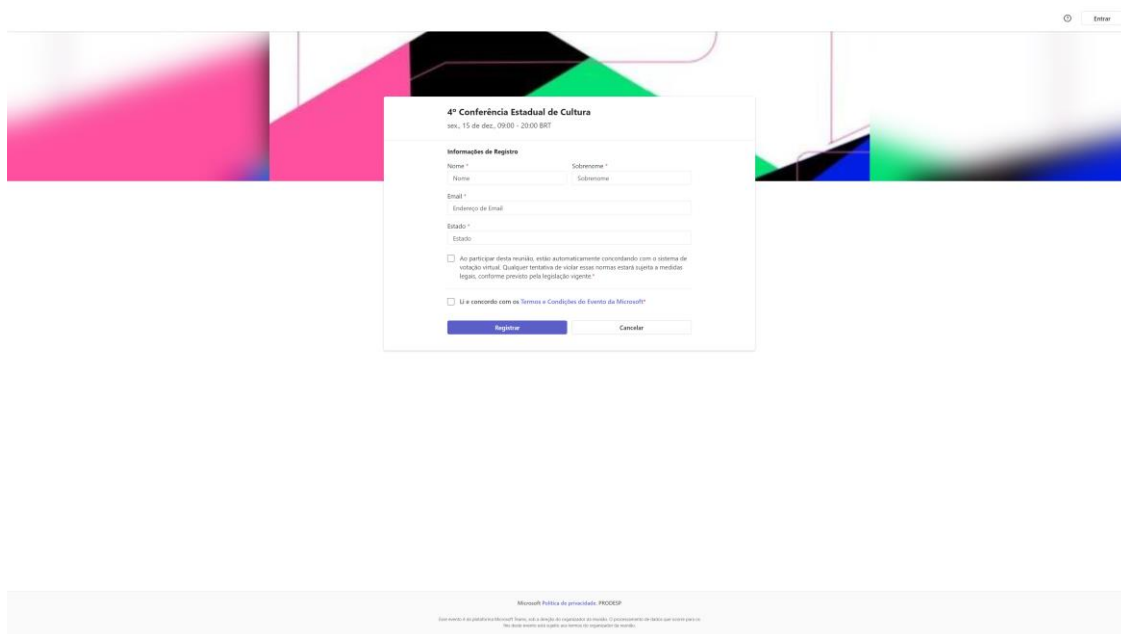 Entrar
4º Conferência Estadual de Cultura
sex., 15 de dez., 09:00 - 20:00 BRT
Informações de Registro
Nome * Sobrenome *
Nome Sobrenome
Email *
Endereço de Email
Estado *
Estado
Ao participar desta reunião, estão automaticamente concordando com o sistema de
votação virtual. Qualquer tentativa de violar essas normas estará sujeita a medidas
legais, conforme previsto pela legislação vigente.*
Li e concordo com os Termos e Condições do Evento da Microsoft*
Registrar Cancelar
Microsoft Política de privacidade. PRODESP